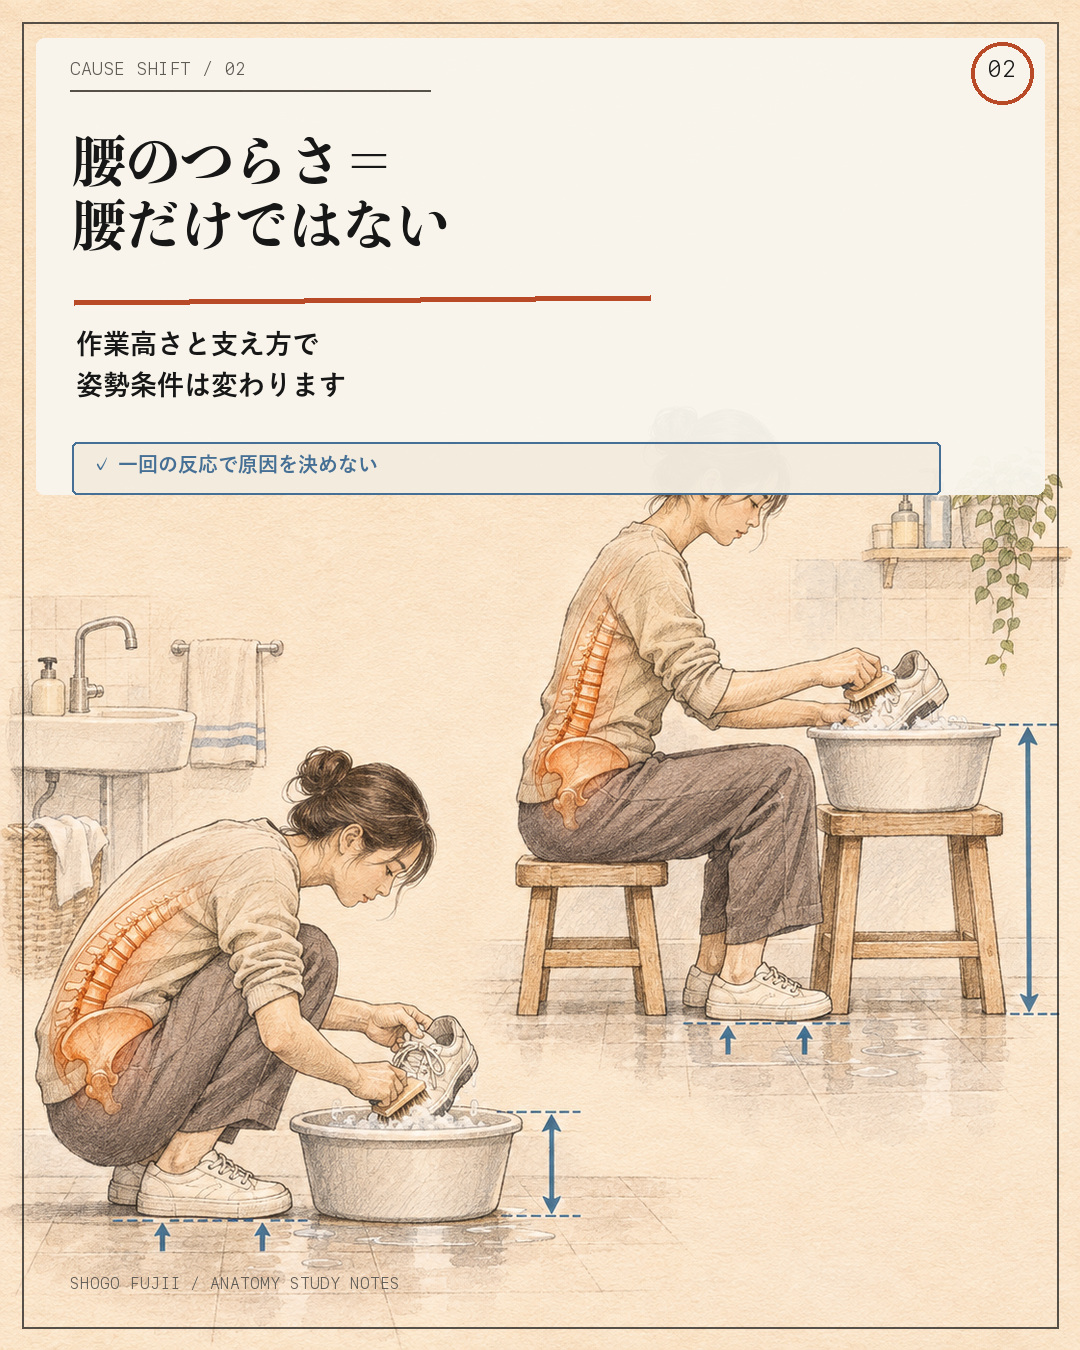 CAUSE SHIFT / 02
02
腰のつらさ＝
腰だけではない
作業高さと支え方で
姿勢条件は変わります
✓ 一回の反応で原因を決めない
SHOGO FUJII / ANATOMY STUDY NOTES